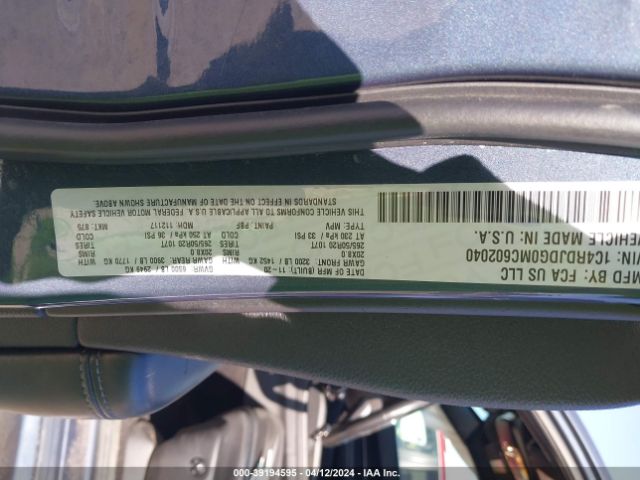 MFD BY: FCA US LLC
DATE OF MFR (BUILT): 11-20 GVWR: 6500 LB / 2949 KG
GAWR FRONT: 3200 LB / 1452 KG GAWR REAR: 3900 LB / 1770 KG
WITH WITH
TIRES TIRES
265/50R20 107T 265/50R20 107T
RIMS RIMS
20X8.0 20X8.0
AT 230 kPa / 33 PSI COLD AT 250 kPa / 36 PSI COLD
TYPE: MPV PAINT: PBF MDH: 112117 MKT: 875
THIS VEHICLE CONFORMS TO ALL APPLICABLE U.S.A. FEDERAL MOTOR VEHICLE SAFETY
STANDARDS IN EFFECT ON THE DATE OF MANUFACTURE SHOWN ABOVE.
VIN: 1C4RDJDG0MC602040
VEHICLE MADE IN: U.S.A.
000-39194595 - 04/12/2024 - IAA Inc.